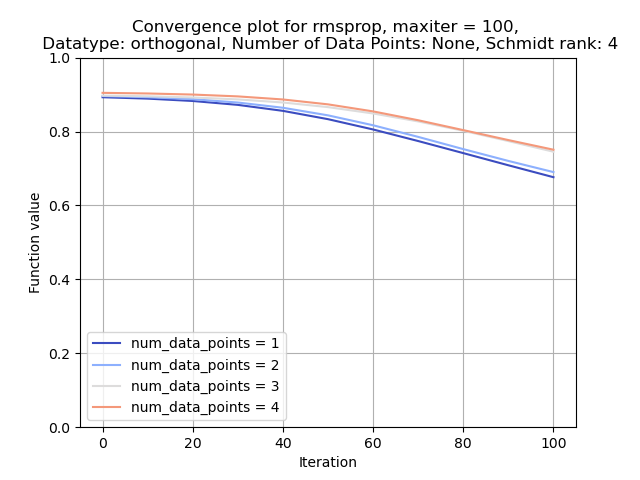 Convergence plot for rmsprop, maxiter = 100,
Datatype: orthogonal, Number of Data Points: None, Schmidt rank: 4
1.0
0.8
0.6
0.4
0.2
0.0
Function value
num_data_points = 1
num_data_points = 2
num_data_points = 3
num_data_points = 4
0 20 40 60 80 100
Iteration